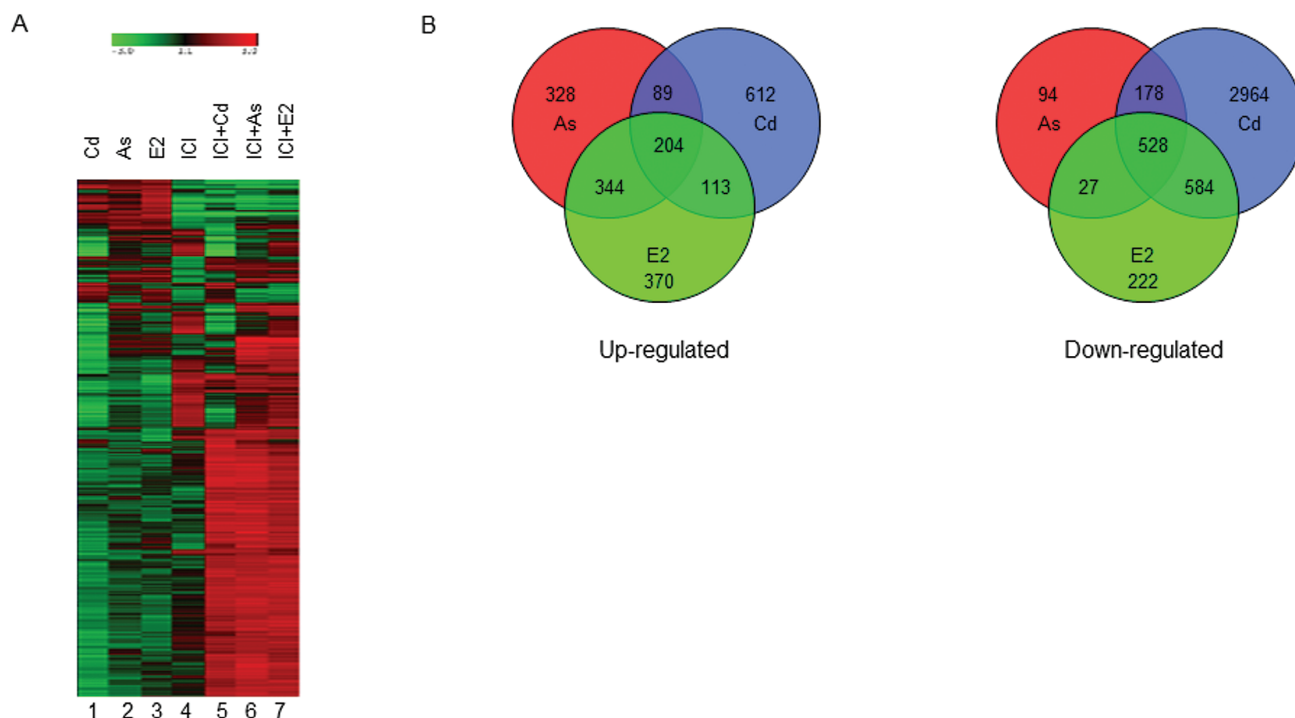 A
B
Cd
As
E2
ICI
ICI+Cd
ICI+As
ICI+E2
1 2 3 4 5 6 7
328 89 612
As Cd
204
344 113
E2
370
Up-regulated
94 178 2964
As Cd
528
27 584
E2
222
Down-regulated